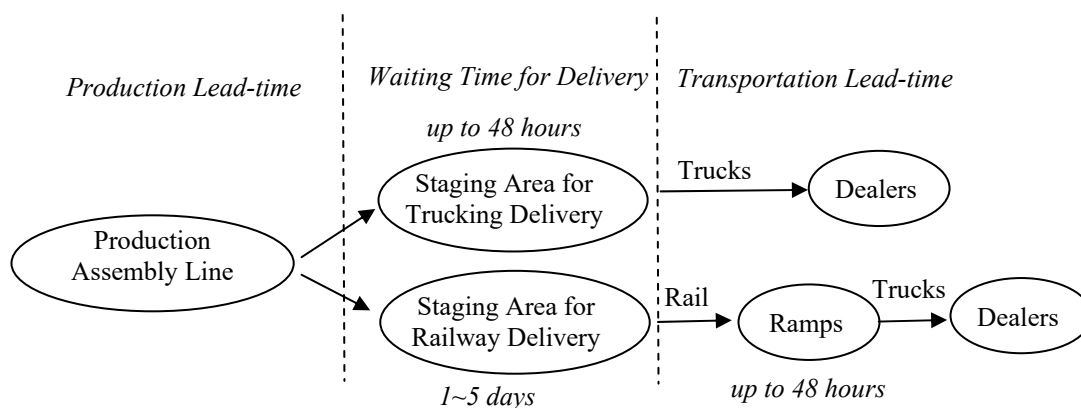 Production Lead-time
Waiting Time for Delivery
Transportation Lead-time
up to 48 hours
Staging Area for
Trucking Delivery
Trucks
Dealers
Production
Assembly Line
Staging Area for
Railway Delivery
Rail
Ramps
Trucks
Dealers
1~5 days
up to 48 hours